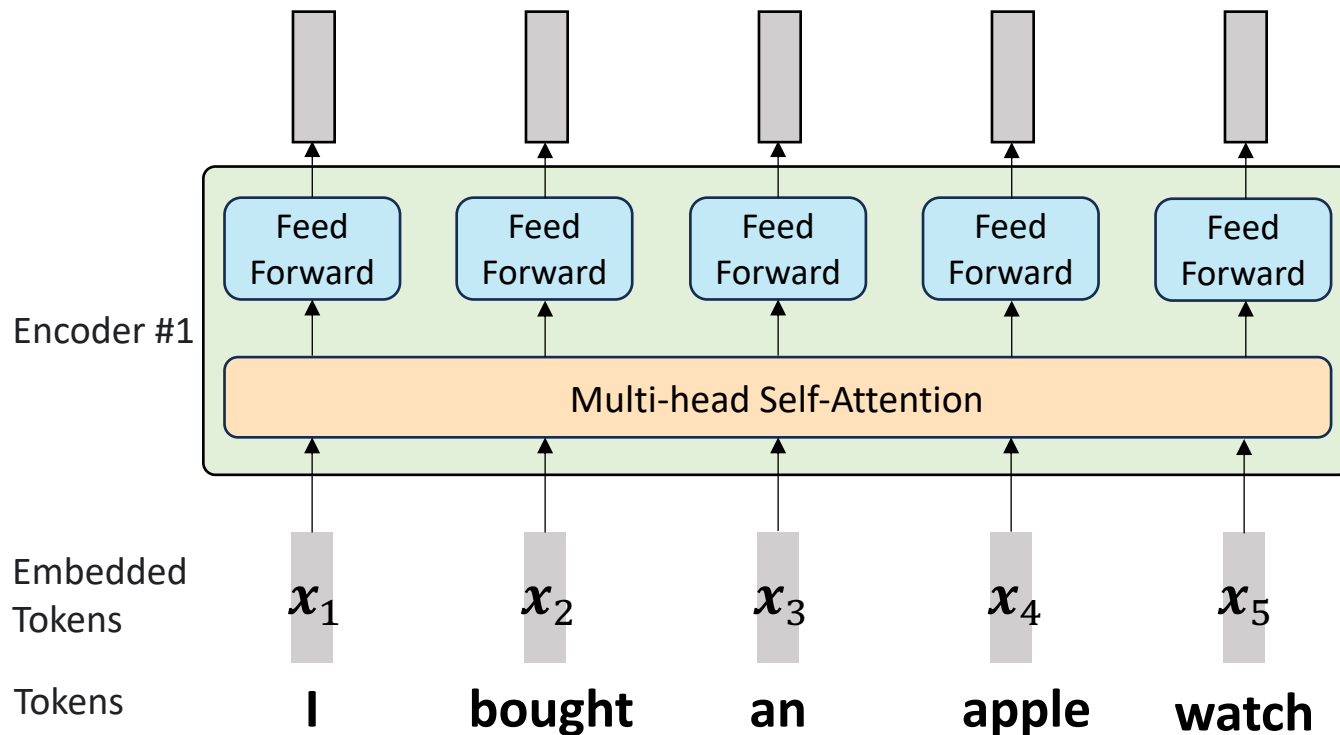 Feed Feed Feed Feed Feed
Forward Forward Forward Forward Forward
Encoder #1
Multi-head Self-Attention
Embedded
Tokens
x₁ x₂ x₃ x₄ x₅
Tokens I bought an apple watch